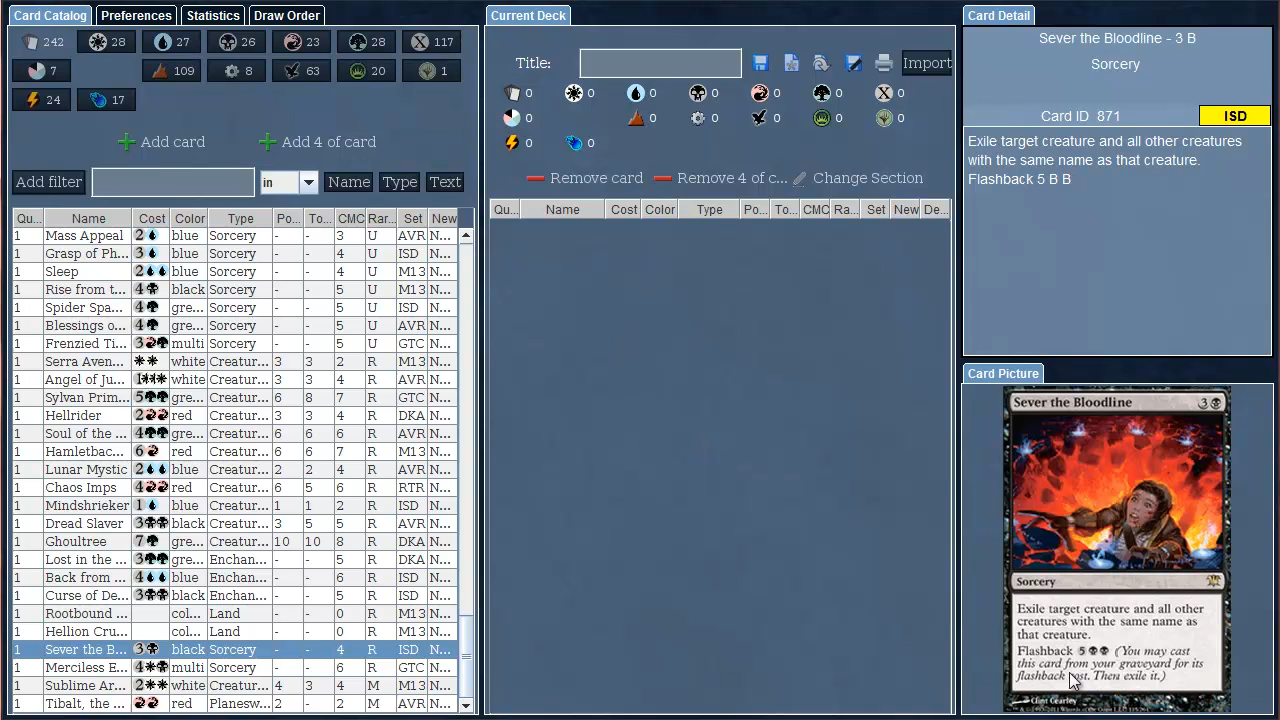 Card Catalog Preferences Statistics Draw Order
242 28 27 26 23 28 117
7 109 8 63 20 1
24 17
Add card Add 4 of card
Add filter in Name Type Text
Qu... Name Cost Color Type Po... To... CMC Rar... Set New
1 Mass Appeal 2 blue Sorcery - - 3 U AVR N...
1 Grasp of Ph... 3 blue Sorcery - - 4 U ISD N...
1 Sleep 2 blue Sorcery - - 4 U M13 N...
1 Rise from t... 4 black Sorcery - - 5 U M13 N...
1 Spider Spa... 4 gre... Sorcery - - 5 U ISD N...
1 Blessings o... 4 gre... Sorcery - - 5 U AVR N...
1 Frenzied Ti... 3 multi Sorcery - - 5 U GTC N...
1 Serra Aven... white Creatur... 3 3 2 R M13 N...
1 Angel of Ju... 1 white Creatur... 3 3 4 R AVR N...
1 Sylvan Prim... 5 gre... Creatur... 6 8 7 R GTC N...
1 Hellrider 2 red Creatur... 3 3 4 R DKA N...
1 Soul of the ... 4 gre... Creatur... 6 6 6 R AVR N...
1 Hamletbac... 6 red Creatur... 6 6 7 R M13 N...
1 Lunar Mystic 2 blue Creatur... 2 2 4 R AVR N...
1 Chaos Imps 4 red Creatur... 6 5 6 R RTR N...
1 Mindshrieker 1 blue Creatur... 1 1 2 R ISD N...
1 Dread Slaver 3 black Creatur... 3 5 5 R AVR N...
1 Ghoultree 7 gre... Creatur... 10 10 8 R DKA N...
1 Lost in the ... 3 gre... Enchan... - - 5 R DKA N...
1 Back from ... 4 blue Enchan... - - 6 R ISD N...
1 Curse of De... 3 black Enchan... - - 5 R ISD N...
1 Rootbound ... col... Land - - 0 R M13 N...
1 Hellion Cru... col... Land - - 0 R M13 N...
1 Sever the B... 3 black Sorcery - - 4 R ISD N...
1 Merciless E... 4 multi Sorcery - - 6 R GTC N...
1 Sublime Ar... 2 white Creatur... 4 3 4 M M13 N...
1 Tibalt, the ... red Planesw... 2 - 2 M AVR N...
Current Deck
Title: Import
0 0 0 0 0 0 0
0 0 0 0 0 0
0 0
Remove card Remove 4 of c... Change Section
Qu... Name Cost Color Type Po... To... CMC Ra... Set New De...
Card Detail
Sever the Bloodline - 3 B
Sorcery
Card ID 871 ISD
Exile target creature and all other creatures
with the same name as that creature.
Flashback 5 B B
Card Picture
Sever the Bloodline 3
Sorcery
Exile target creature and all other
creatures with the same name as
that creature.
Flashback 5 (You may cast
this card from your graveyard for its
flashback cost. Then exile it.)
Clint Cearley